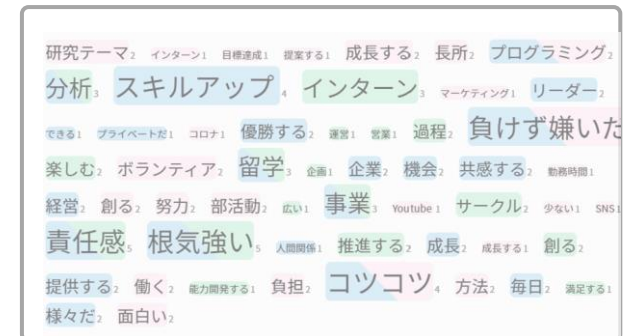 研究テーマ2 インターン1 目標達成1 提案する1 成長する2 長所2 プログラミング2
分析3 スキルアップ4 インターン3 マーケティング1 リーダー2
できる1 プライベートだ1 コロナ1 優勝する2 運営1 営業1 過程2 負けず嫌いだ
楽しむ2 ボランティア2 留学3 企画1 企業2 機会2 共感する2 勤務時間1
経営2 創る2 努力2 部活動2 広い1 事業3 Youtube1 サークル2 少ない1 SNS1
責任感5 根気強い5 人間関係1 推進する2 成長2 成長する1 創る2
提供する2 働く2 能力開発する1 負担2 コツコツ4 方法2 毎日2 満足する1
様々だ2 面白い2